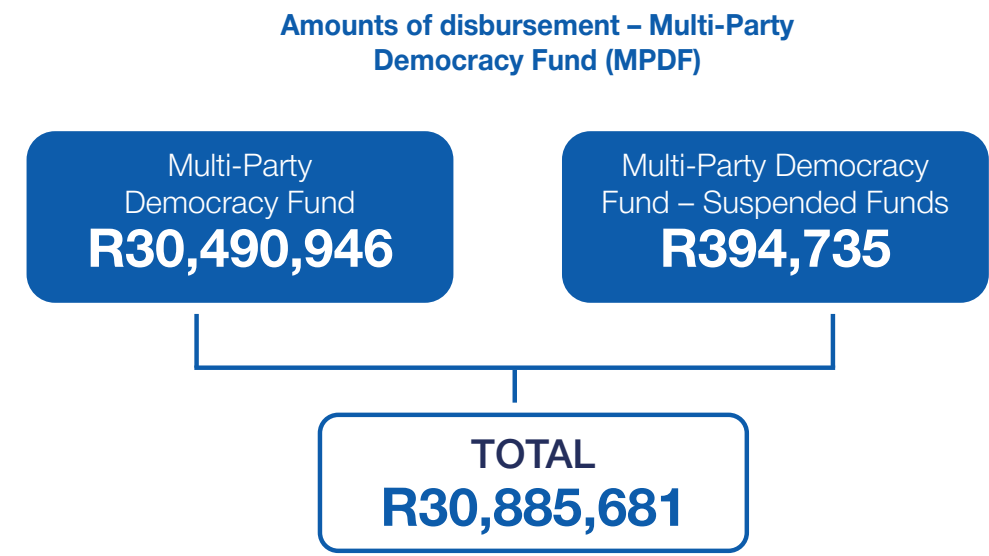 Amounts of disbursement – Multi-Party
Democracy Fund (MPDF)
Multi-Party
Democracy Fund
R30,490,946
Multi-Party Democracy
Fund – Suspended Funds
R394,735
TOTAL
R30,885,681